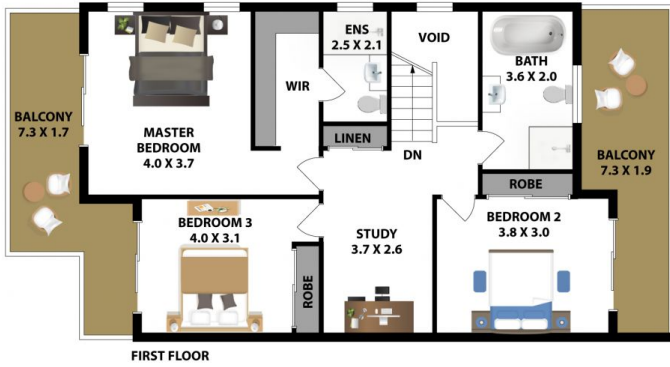 ENS
2.5 X 2.1
VOID
BATH
3.6 X 2.0
WIR
BALCONY
7.3 X 1.7
MASTER
BEDROOM
4.0 X 3.7
LINEN
DN
BALCONY
7.3 X 1.9
ROBE
BEDROOM 3
4.0 X 3.1
STUDY
3.7 X 2.6
BEDROOM 2
3.8 X 3.0
ROBE
FIRST FLOOR